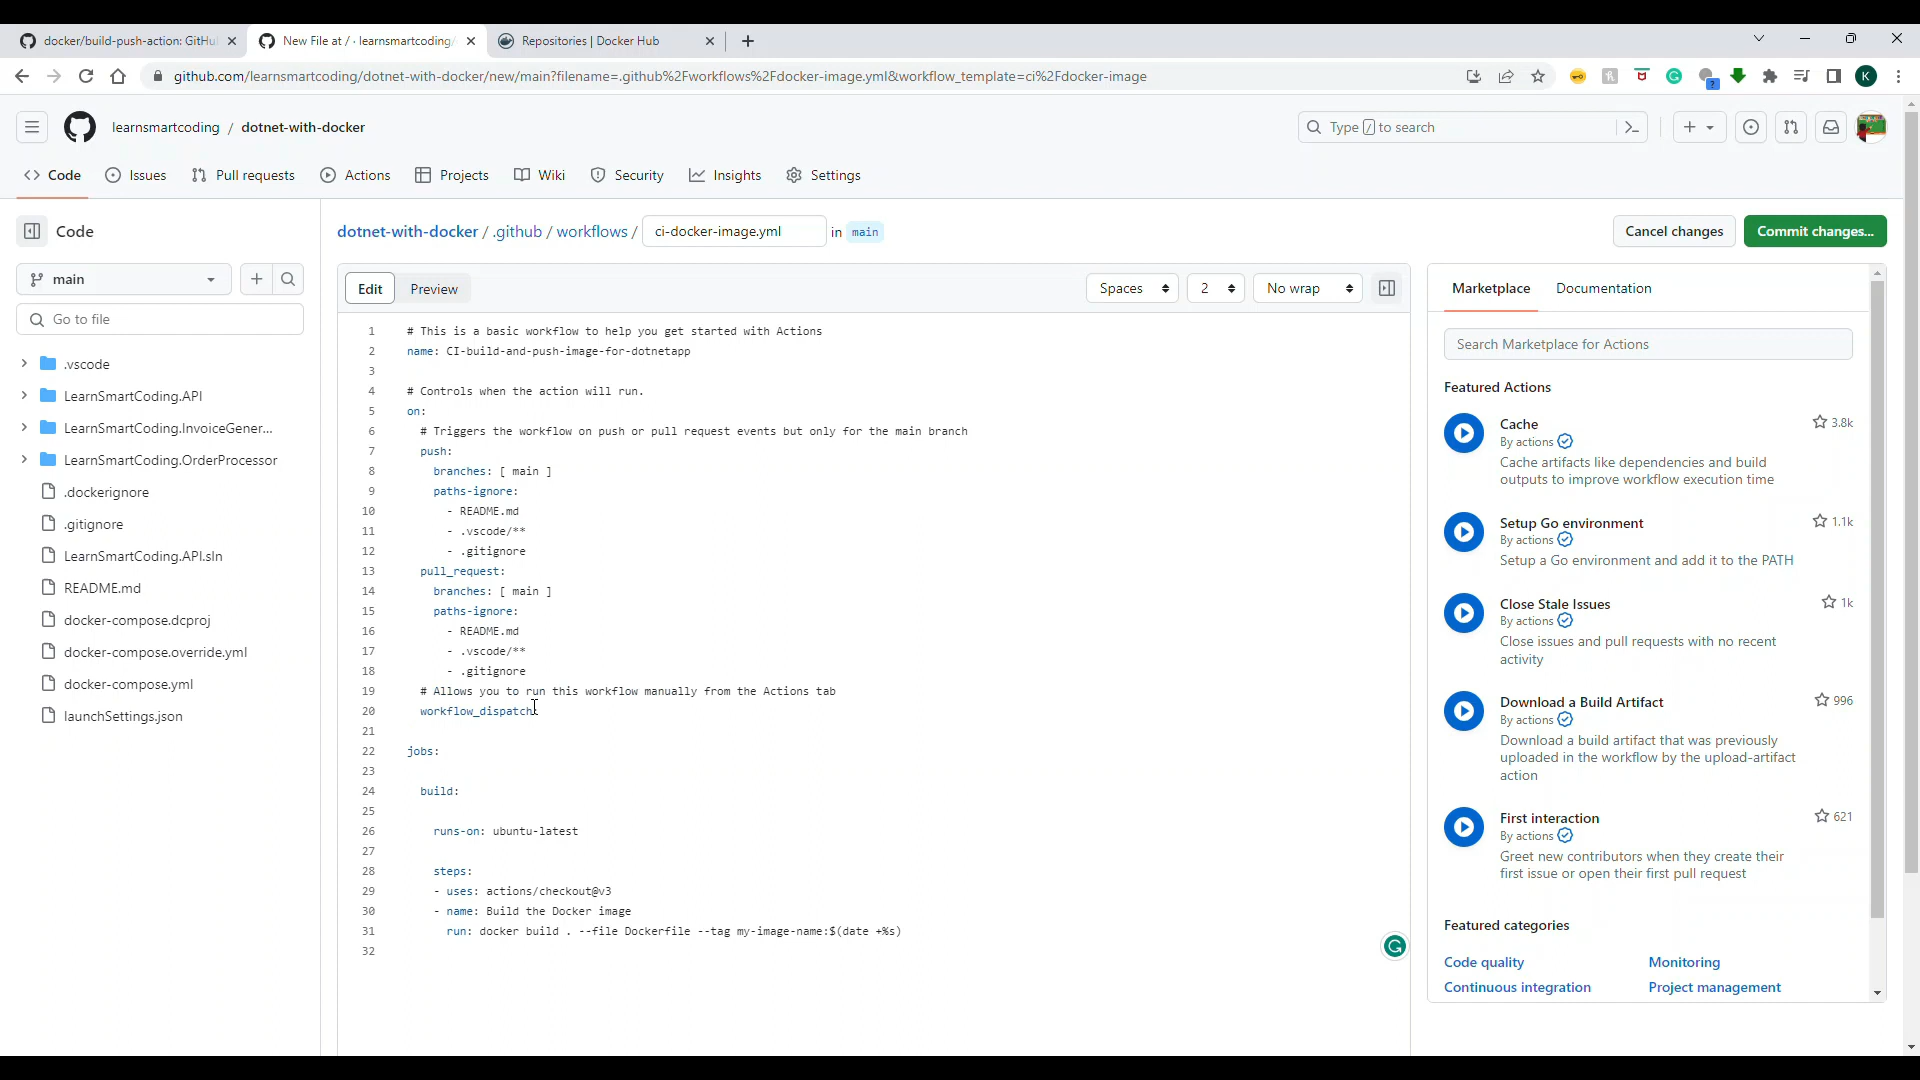 docker/build-push-action: GitHu
New File at / · learnsmartcoding/
Repositories | Docker Hub
github.com/learnsmartcoding/dotnet-with-docker/new/main?filename=.github%2Fworkflows%2Fdocker-image.yml&workflow_template=ci%2Fdocker-image
K
learnsmartcoding / dotnet-with-docker
Type / to search
Code
Issues
Pull requests
Actions
Projects
Wiki
Security
Insights
Settings
Code
main
Go to file
.vscode
LearnSmartCoding.API
LearnSmartCoding.InvoiceGener...
LearnSmartCoding.OrderProcessor
.dockerignore
.gitignore
LearnSmartCoding.API.sln
README.md
docker-compose.dcproj
docker-compose.override.yml
docker-compose.yml
launchSettings.json
dotnet-with-docker / .github / workflows / ci-docker-image.yml in main
Cancel changes
Commit changes...
Edit
Preview
Spaces
2
No wrap
1 # This is a basic workflow to help you get started with Actions
2 name: CI-build-and-push-image-for-dotnetapp
3
4 # Controls when the action will run.
5 on:
6 # Triggers the workflow on push or pull request events but only for the main branch
7 push:
8 branches: [ main ]
9 paths-ignore:
10 - README.md
11 - .vscode/**
12 - .gitignore
13 pull_request:
14 branches: [ main ]
15 paths-ignore:
16 - README.md
17 - .vscode/**
18 - .gitignore
19 # Allows you to run this workflow manually from the Actions tab
20 workflow_dispatch:
21
22 jobs:
23
24 build:
25
26 runs-on: ubuntu-latest
27
28 steps:
29 - uses: actions/checkout@v3
30 - name: Build the Docker image
31 run: docker build . --file Dockerfile --tag my-image-name:$(date +%s)
32
Marketplace
Documentation
Search Marketplace for Actions
Featured Actions
Cache
3.8k
By actions
Cache artifacts like dependencies and build
outputs to improve workflow execution time
Setup Go environment
1.1k
By actions
Setup a Go environment and add it to the PATH
Close Stale Issues
1k
By actions
Close issues and pull requests with no recent
activity
Download a Build Artifact
996
By actions
Download a build artifact that was previously
uploaded in the workflow by the upload-artifact
action
First interaction
621
By actions
Greet new contributors when they create their
first issue or open their first pull request
Featured categories
Code quality
Monitoring
Continuous integration
Project management